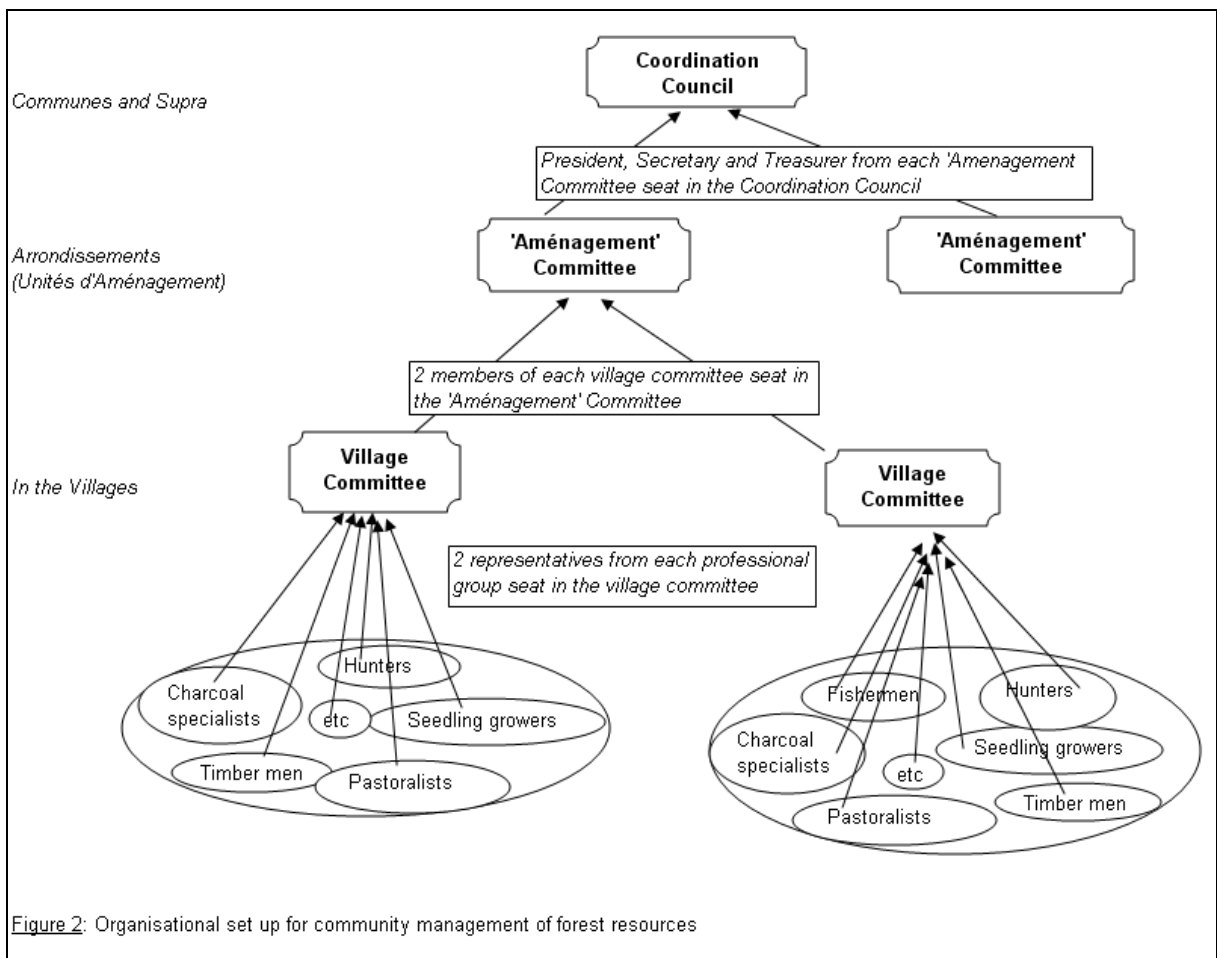 Coordination
Council
Communes and Supra
President, Secretary and Treasurer from each 'Amenagement
Committee seat in the Coordination Council
'Aménagement'
Committee
'Aménagement'
Committee
Arrondissements
(Unités d'Aménagement)
2 members of each village committee seat in
the 'Aménagement' Committee
Village
Committee
Village
Committee
In the Villages
2 representatives from each professional
group seat in the village committee
Hunters
Charcoal
specialists
etc
Seedling growers
Timber men
Pastoralists
Fishermen
Hunters
Charcoal
specialists
Seedling growers
etc
Timber men
Pastoralists
Figure 2: Organisational set up for community management of forest resources